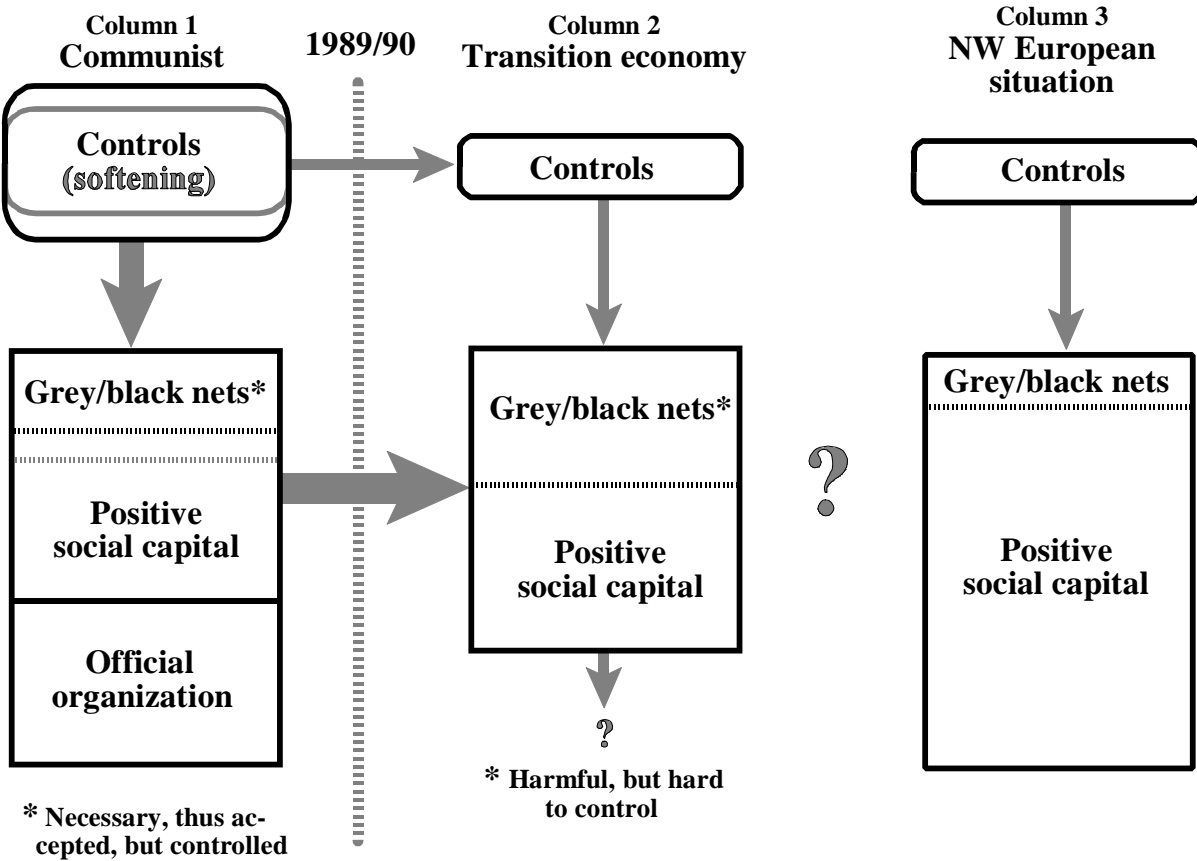 Column 1
Communist
Controls
(softening)
Grey/black nets*
Positive
social capital
Official
organization
* Necessary, thus ac-
cepted, but controlled
1989/90
Column 2
Transition economy
Controls
Grey/black nets*
Positive
social capital
?
* Harmful, but hard
to control
?
Column 3
NW European
situation
Controls
Grey/black nets
Positive
social capital